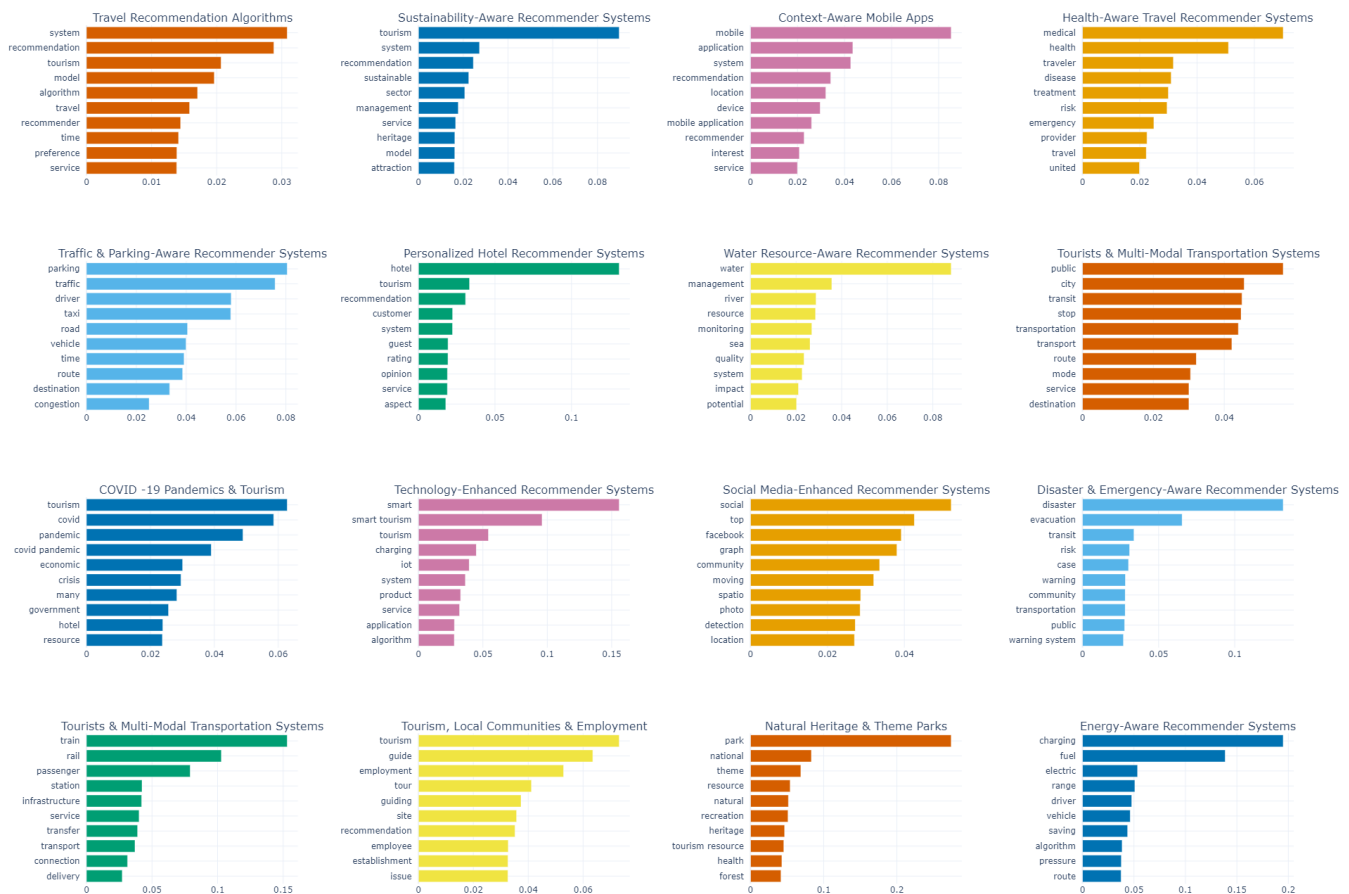 Travel Recommendation Algorithms
system
recommendation
tourism
model
algorithm
travel
recommender
time
preference
service
0 0.01 0.02 0.03
Sustainability-Aware Recommender Systems
tourism
system
recommendation
sustainable
sector
management
service
heritage
model
attraction
0 0.02 0.04 0.06 0.08
Context-Aware Mobile Apps
mobile
application
system
recommendation
location
device
mobile application
recommender
interest
service
0 0.02 0.04 0.06 0.08
Health-Aware Travel Recommender Systems
medical
health
traveler
disease
treatment
risk
emergency
provider
travel
united
0 0.02 0.04 0.06
Traffic & Parking-Aware Recommender Systems
parking
traffic
driver
taxi
road
vehicle
time
route
destination
congestion
0 0.02 0.04 0.06 0.08
Personalized Hotel Recommender Systems
hotel
tourism
recommendation
customer
system
guest
rating
opinion
service
aspect
0 0.05 0.1
Water Resource-Aware Recommender Systems
water
management
river
resource
monitoring
sea
quality
system
impact
potential
0 0.02 0.04 0.06 0.08
Tourists & Multi-Modal Transportation Systems
public
city
transit
stop
transportation
transport
route
mode
service
destination
0 0.02 0.04
COVID -19 Pandemics & Tourism
tourism
covid
pandemic
covid pandemic
economic
crisis
many
government
hotel
resource
0 0.02 0.04 0.06
Technology-Enhanced Recommender Systems
smart
smart tourism
tourism
charging
iot
system
product
service
application
algorithm
0 0.05 0.1 0.15
Social Media-Enhanced Recommender Systems
social
top
facebook
graph
community
moving
spatio
photo
detection
location
0 0.02 0.04
Disaster & Emergency-Aware Recommender Systems
disaster
evacuation
transit
risk
case
warning
community
transportation
public
warning system
0 0.05 0.1
Tourists & Multi-Modal Transportation Systems
train
rail
passenger
station
infrastructure
service
transfer
transport
connection
delivery
0 0.05 0.1 0.15
Tourism, Local Communities & Employment
tourism
guide
employment
tour
guiding
site
recommendation
employee
establishment
issue
0 0.02 0.04 0.06
Natural Heritage & Theme Parks
park
national
theme
resource
natural
recreation
heritage
tourism resource
health
forest
0 0.1 0.2
Energy-Aware Recommender Systems
charging
fuel
electric
range
driver
vehicle
saving
algorithm
pressure
route
0 0.05 0.1 0.15 0.2